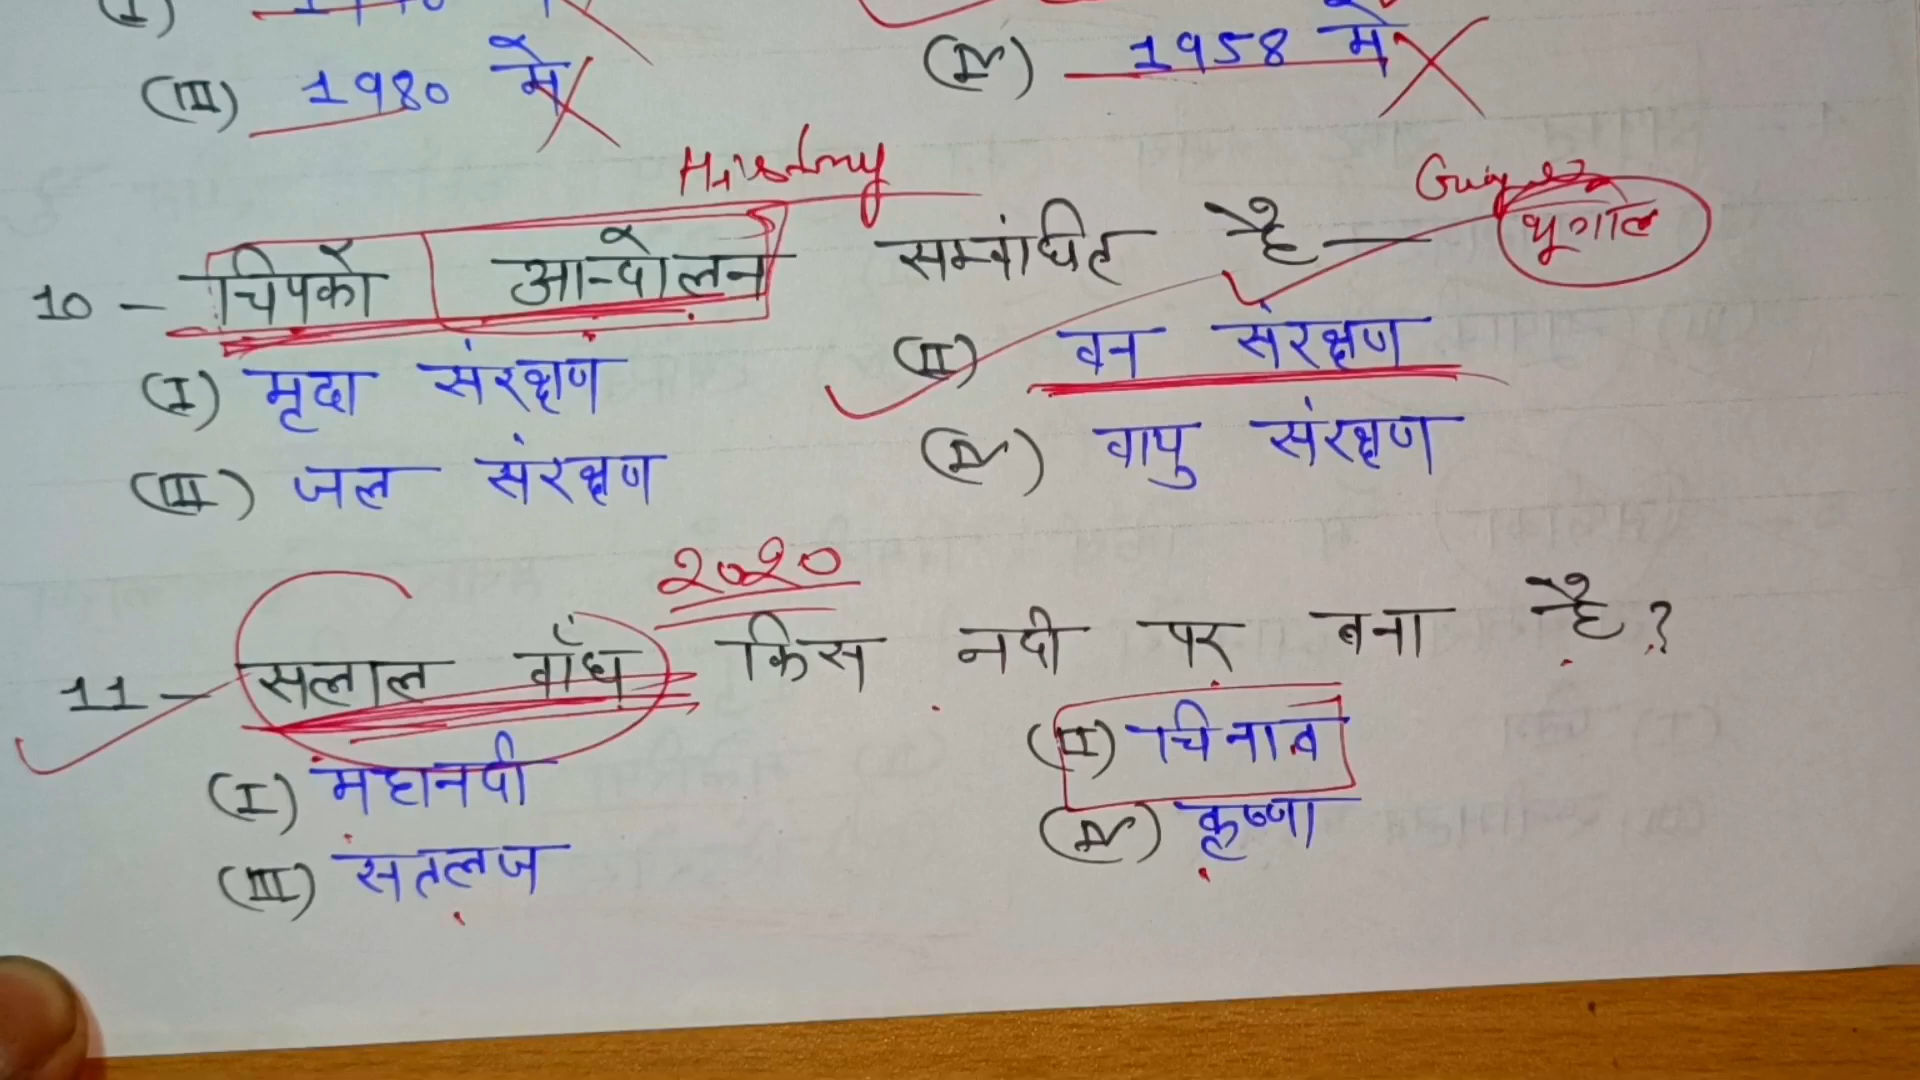 (III) 1980 में (IV) 1958 में
History
भूगोल
10 - चिपको आन्दोलन सम्बंधित है—
(I) मृदा संरक्षण (II) वन संरक्षण
(III) जल संरक्षण (IV) वायु संरक्षण
2020
11 - सलाल बाँध किस नदी पर बना है?
(I) महानदी (II) चिनाब
(III) सतलज (IV) कृष्णा